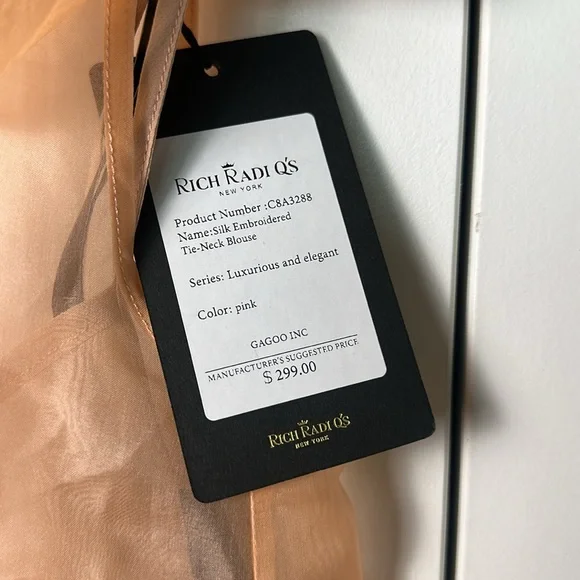 RICH RADI Q'S
NEW YORK
Product Number :C8A3288
Name:Silk Embroidered
Tie-Neck Blouse
Series: Luxurious and elegant
Color: pink
GAGOO INC
MANUFACTURER'S SUGGESTED PRICE
$ 299.00
RICH RADI Q'S
NEW YORK